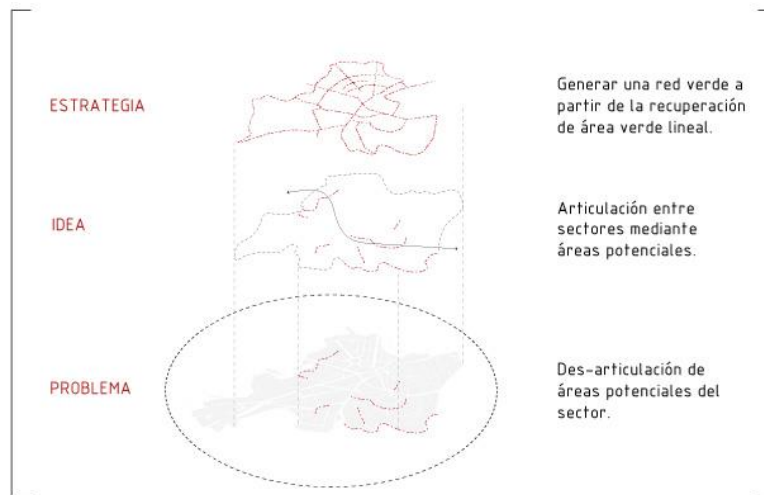 ESTRATEGIA
Generar una red verde a
partir de la recuperación
de área verde lineal.
IDEA
Articulación entre
sectores mediante
áreas potenciales.
PROBLEMA
Des-articulación de
áreas potenciales del
sector.